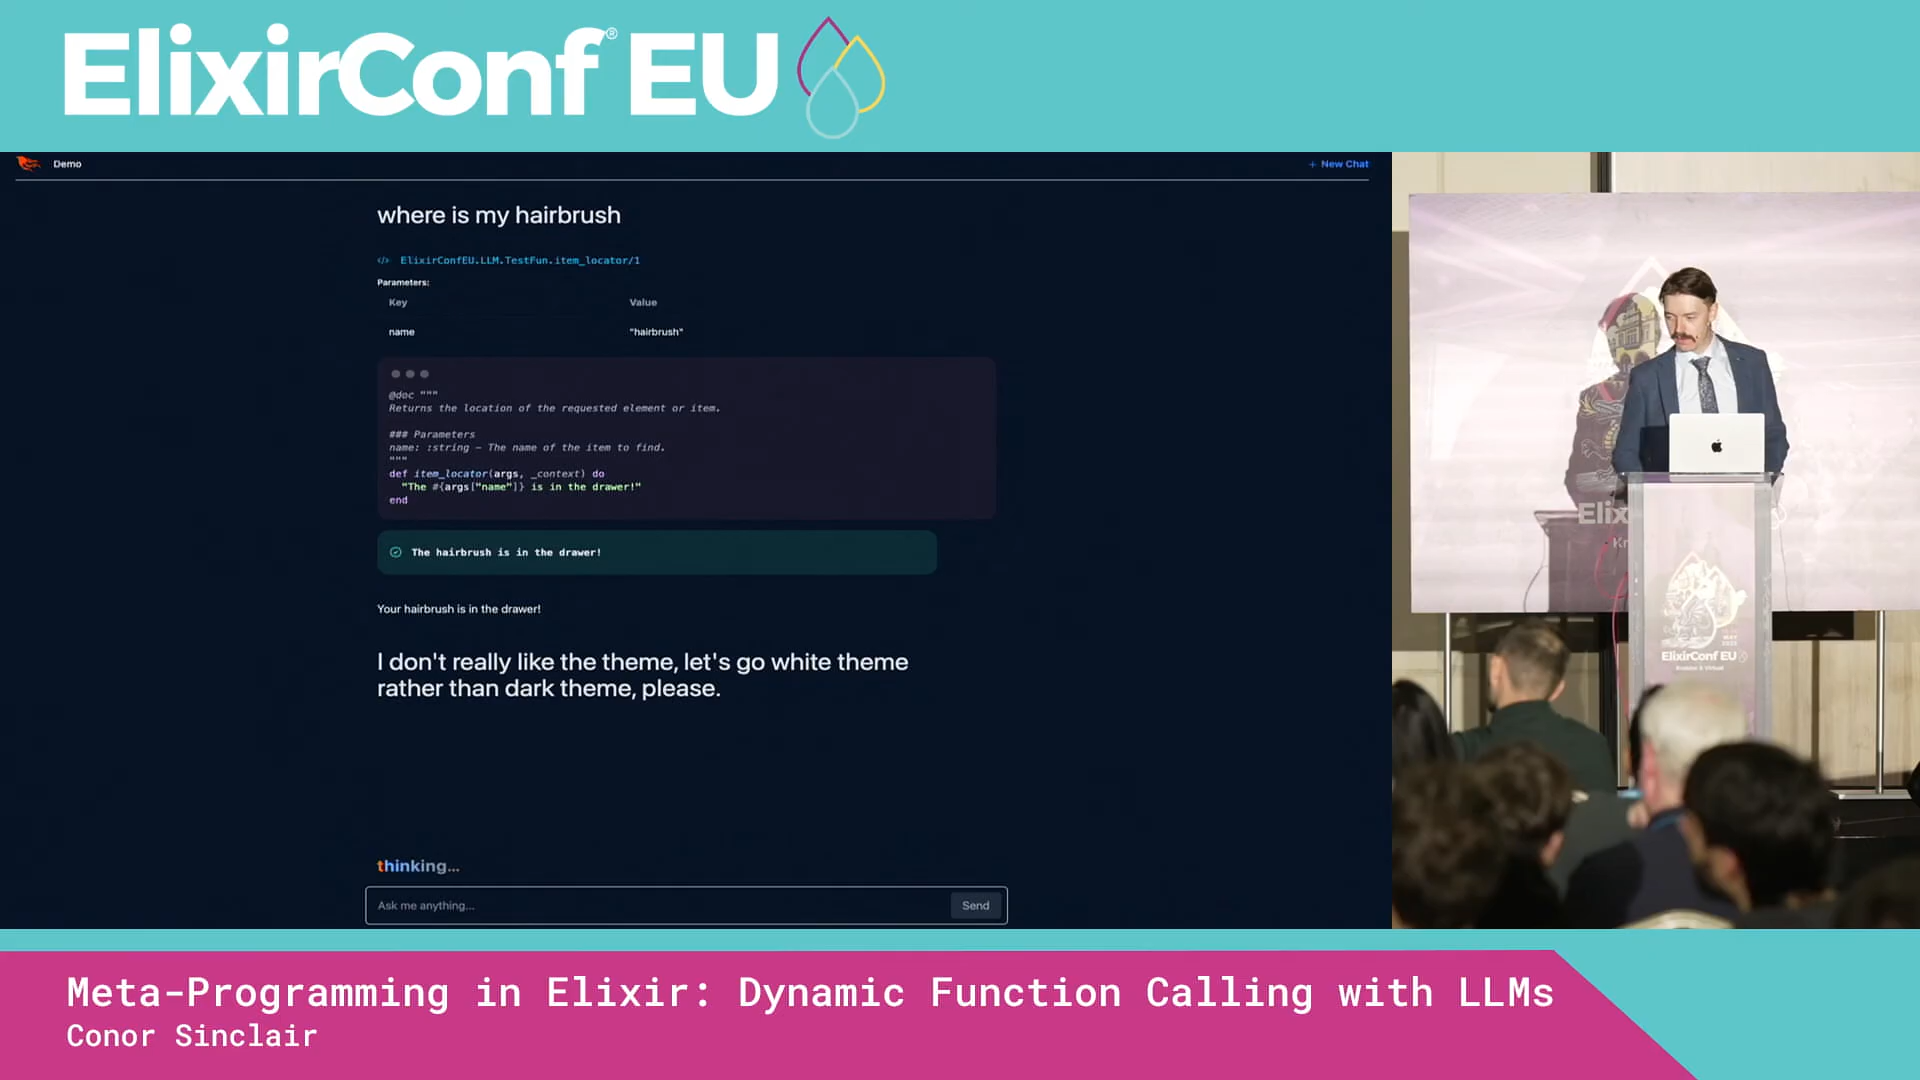 ElixirConf® EU
Demo
+ New Chat
where is my hairbrush
</> ElixirConfEU.LLM.TestFun.item_locator/1
Parameters:
Key Value
name "hairbrush"
@doc """
Returns the location of the requested element or item.
### Parameters
name: :string – The name of the item to find.
"""
def item_locator(args, _context) do
"The #{args["name"]} is in the drawer!"
end
The hairbrush is in the drawer!
Your hairbrush is in the drawer!
I don't really like the theme, let's go white theme
rather than dark theme, please.
thinking...
Ask me anything...
Send
Elix
Kr
MAY
ElixirConf EU
Meta-Programming in Elixir: Dynamic Function Calling with LLMs
Conor Sinclair